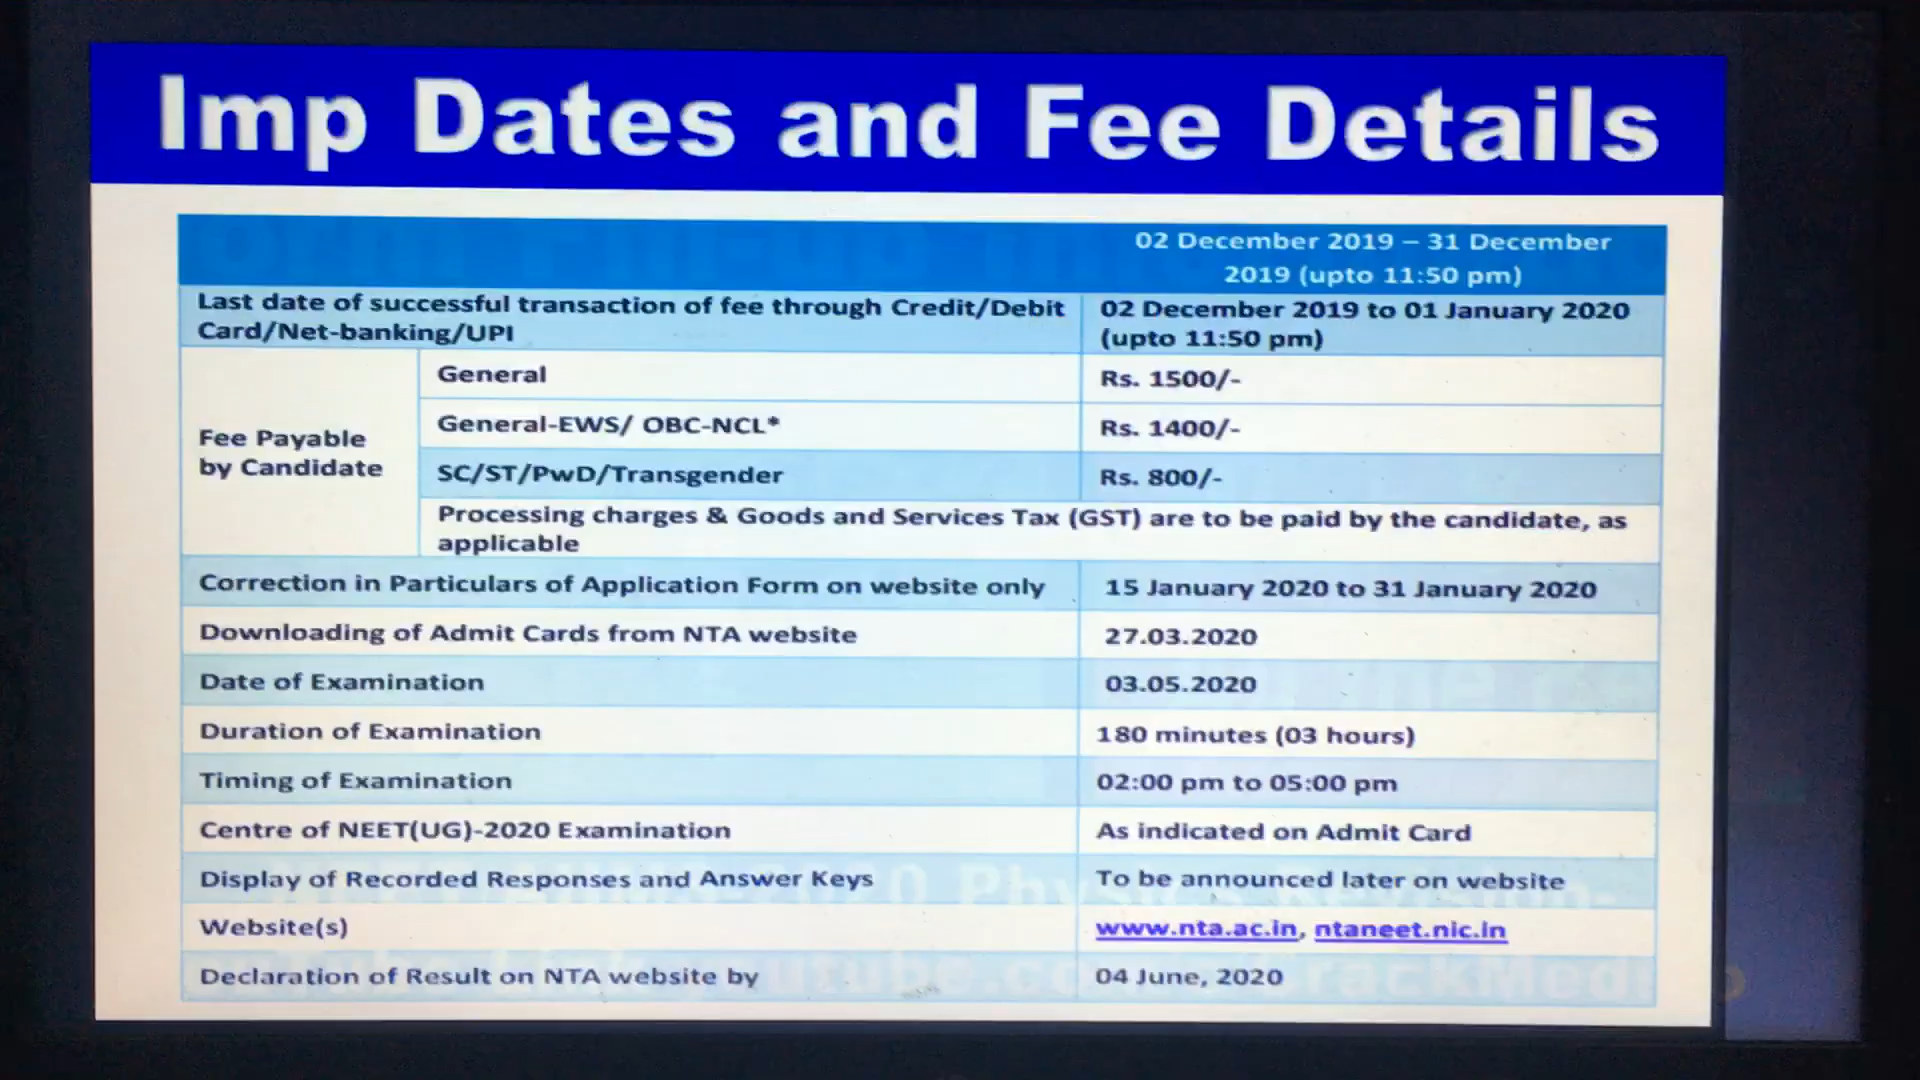 Imp Dates and Fee Details
02 December 2019 – 31 December
2019 (upto 11:50 pm)
Last date of successful transaction of fee through Credit/Debit
Card/Net-banking/UPI
02 December 2019 to 01 January 2020
(upto 11:50 pm)
Fee Payable
by Candidate
General
Rs. 1500/-
General-EWS/ OBC-NCL*
Rs. 1400/-
SC/ST/PwD/Transgender
Rs. 800/-
Processing charges & Goods and Services Tax (GST) are to be paid by the candidate, as
applicable
Correction in Particulars of Application Form on website only
15 January 2020 to 31 January 2020
Downloading of Admit Cards from NTA website
27.03.2020
Date of Examination
03.05.2020
Duration of Examination
180 minutes (03 hours)
Timing of Examination
02:00 pm to 05:00 pm
Centre of NEET(UG)-2020 Examination
As indicated on Admit Card
Display of Recorded Responses and Answer Keys
To be announced later on website
Website(s)
www.nta.ac.in, ntaneet.nic.in
Declaration of Result on NTA website by
04 June, 2020